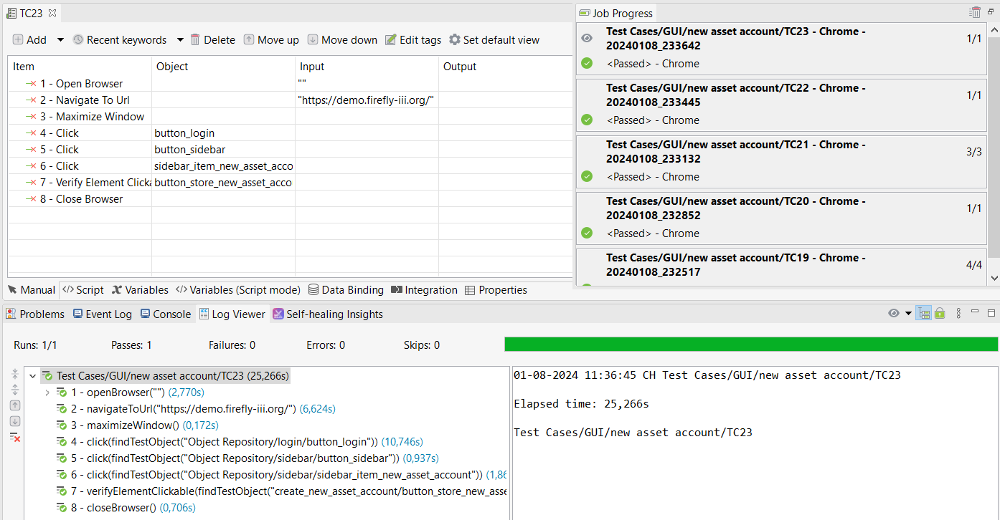 TC23
Add Recent keywords Delete Move up Move down Edit tags Set default view
Item Object Input Output
1 - Open Browser ""
2 - Navigate To Url "https://demo.firefly-iii.org/"
3 - Maximize Window
4 - Click button_login
5 - Click button_sidebar
6 - Click sidebar_item_new_asset_acco
7 - Verify Element Clicka button_store_new_asset_acco
8 - Close Browser
Manual Script Variables Variables (Script mode) Data Binding Integration Properties
Job Progress
Test Cases/GUI/new asset account/TC23 - Chrome -
20240108_233642
1/1
<Passed> - Chrome
Test Cases/GUI/new asset account/TC22 - Chrome -
20240108_233445
1/1
<Passed> - Chrome
Test Cases/GUI/new asset account/TC21 - Chrome -
20240108_233132
3/3
<Passed> - Chrome
Test Cases/GUI/new asset account/TC20 - Chrome -
20240108_232852
1/1
<Passed> - Chrome
Test Cases/GUI/new asset account/TC19 - Chrome -
20240108_232517
4/4
Problems Event Log Console Log Viewer Self-healing Insights
Runs: 1/1 Passes: 1 Failures: 0 Errors: 0 Skips: 0
Test Cases/GUI/new asset account/TC23 (25,266s)
1 - openBrowser("") (2,770s)
2 - navigateToUrl("https://demo.firefly-iii.org/") (6,624s)
3 - maximizeWindow() (0,172s)
4 - click(findTestObject("Object Repository/login/button_login")) (10,746s)
5 - click(findTestObject("Object Repository/sidebar/button_sidebar")) (0,937s)
6 - click(findTestObject("Object Repository/sidebar/sidebar_item_new_asset_account")) (1,86
7 - verifyElementClickable(findTestObject("create_new_asset_account/button_store_new_asse
8 - closeBrowser() (0,706s)
01-08-2024 11:36:45 CH Test Cases/GUI/new asset account/TC23
Elapsed time: 25,266s
Test Cases/GUI/new asset account/TC23